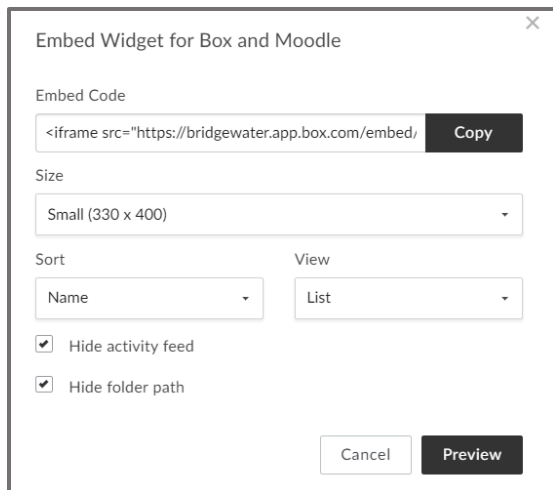 Embed Widget for Box and Moodle
Embed Code
<iframe src="https://bridgewater.app.box.com/embed/ Copy
Size
Small (330 x 400)
Sort View
Name List
Hide activity feed
Hide folder path
Cancel Preview